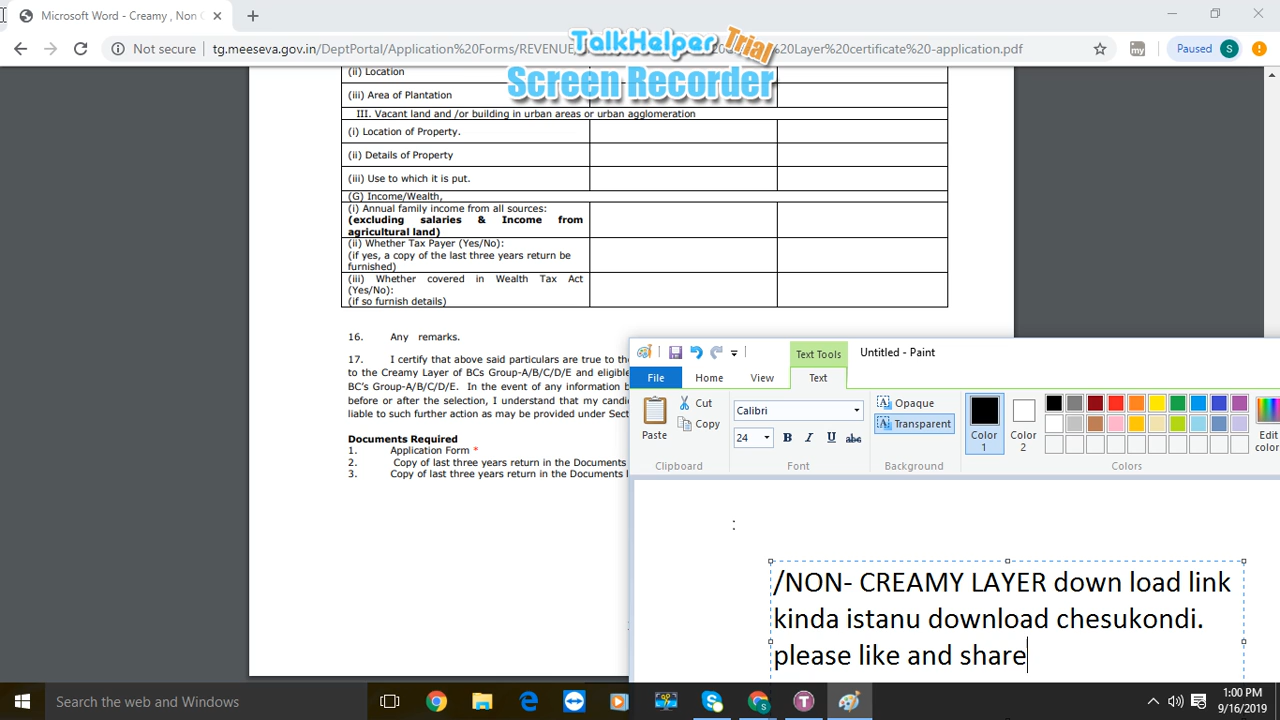 Microsoft Word - Creamy , Non C
Not secure
tg.meeseva.gov.in/DeptPortal/Application%20Forms/REVENUE
%20Layer%20certificate%20-application.pdf
my
Paused
S
TalkHelper Trial
Screen Recorder
(ii) Location
(iii) Area of Plantation
III. Vacant land and /or building in urban areas or urban agglomeration
(i) Location of Property.
(ii) Details of Property
(iii) Use to which it is put.
(G) Income/Wealth,
(i) Annual family income from all sources:
(excluding salaries & Income from
agricultural land)
(ii) Whether Tax Payer (Yes/No):
(if yes, a copy of the last three years return be
furnished)
(iii) Whether covered in Wealth Tax Act
(Yes/No):
(if so furnish details)
16. Any remarks.
17. I certify that above said particulars are true to the
to the Creamy Layer of BCs Group-A/B/C/D/E and eligible
BC's Group-A/B/C/D/E. In the event of any information b
before or after the selection, I understand that my candi
liable to such further action as may be provided under Sect
Documents Required
1. Application Form *
2. Copy of last three years return in the Documents
3. Copy of last three years return in the Documents l
Text Tools
Untitled - Paint
File
Home
View
Text
Paste
Cut
Copy
Clipboard
Calibri
24
B I U abc
Font
Opaque
Transparent
Background
Color
1
Color
2
Edit
color
Colors
:
/NON- CREAMY LAYER down load link
kinda istanu download chesukondi.
please like and share
Search the web and Windows
1:00 PM
9/16/2019